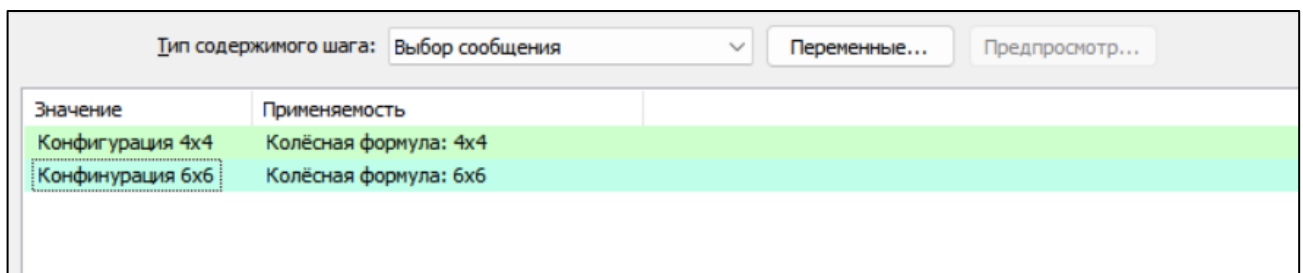 Тип содержимого шага: Выбор сообщения Переменные... Предпросмотр...
Значение Применяемость
Конфигурация 4x4 Колёсная формула: 4x4
Конфинурация 6x6 Колёсная формула: 6x6